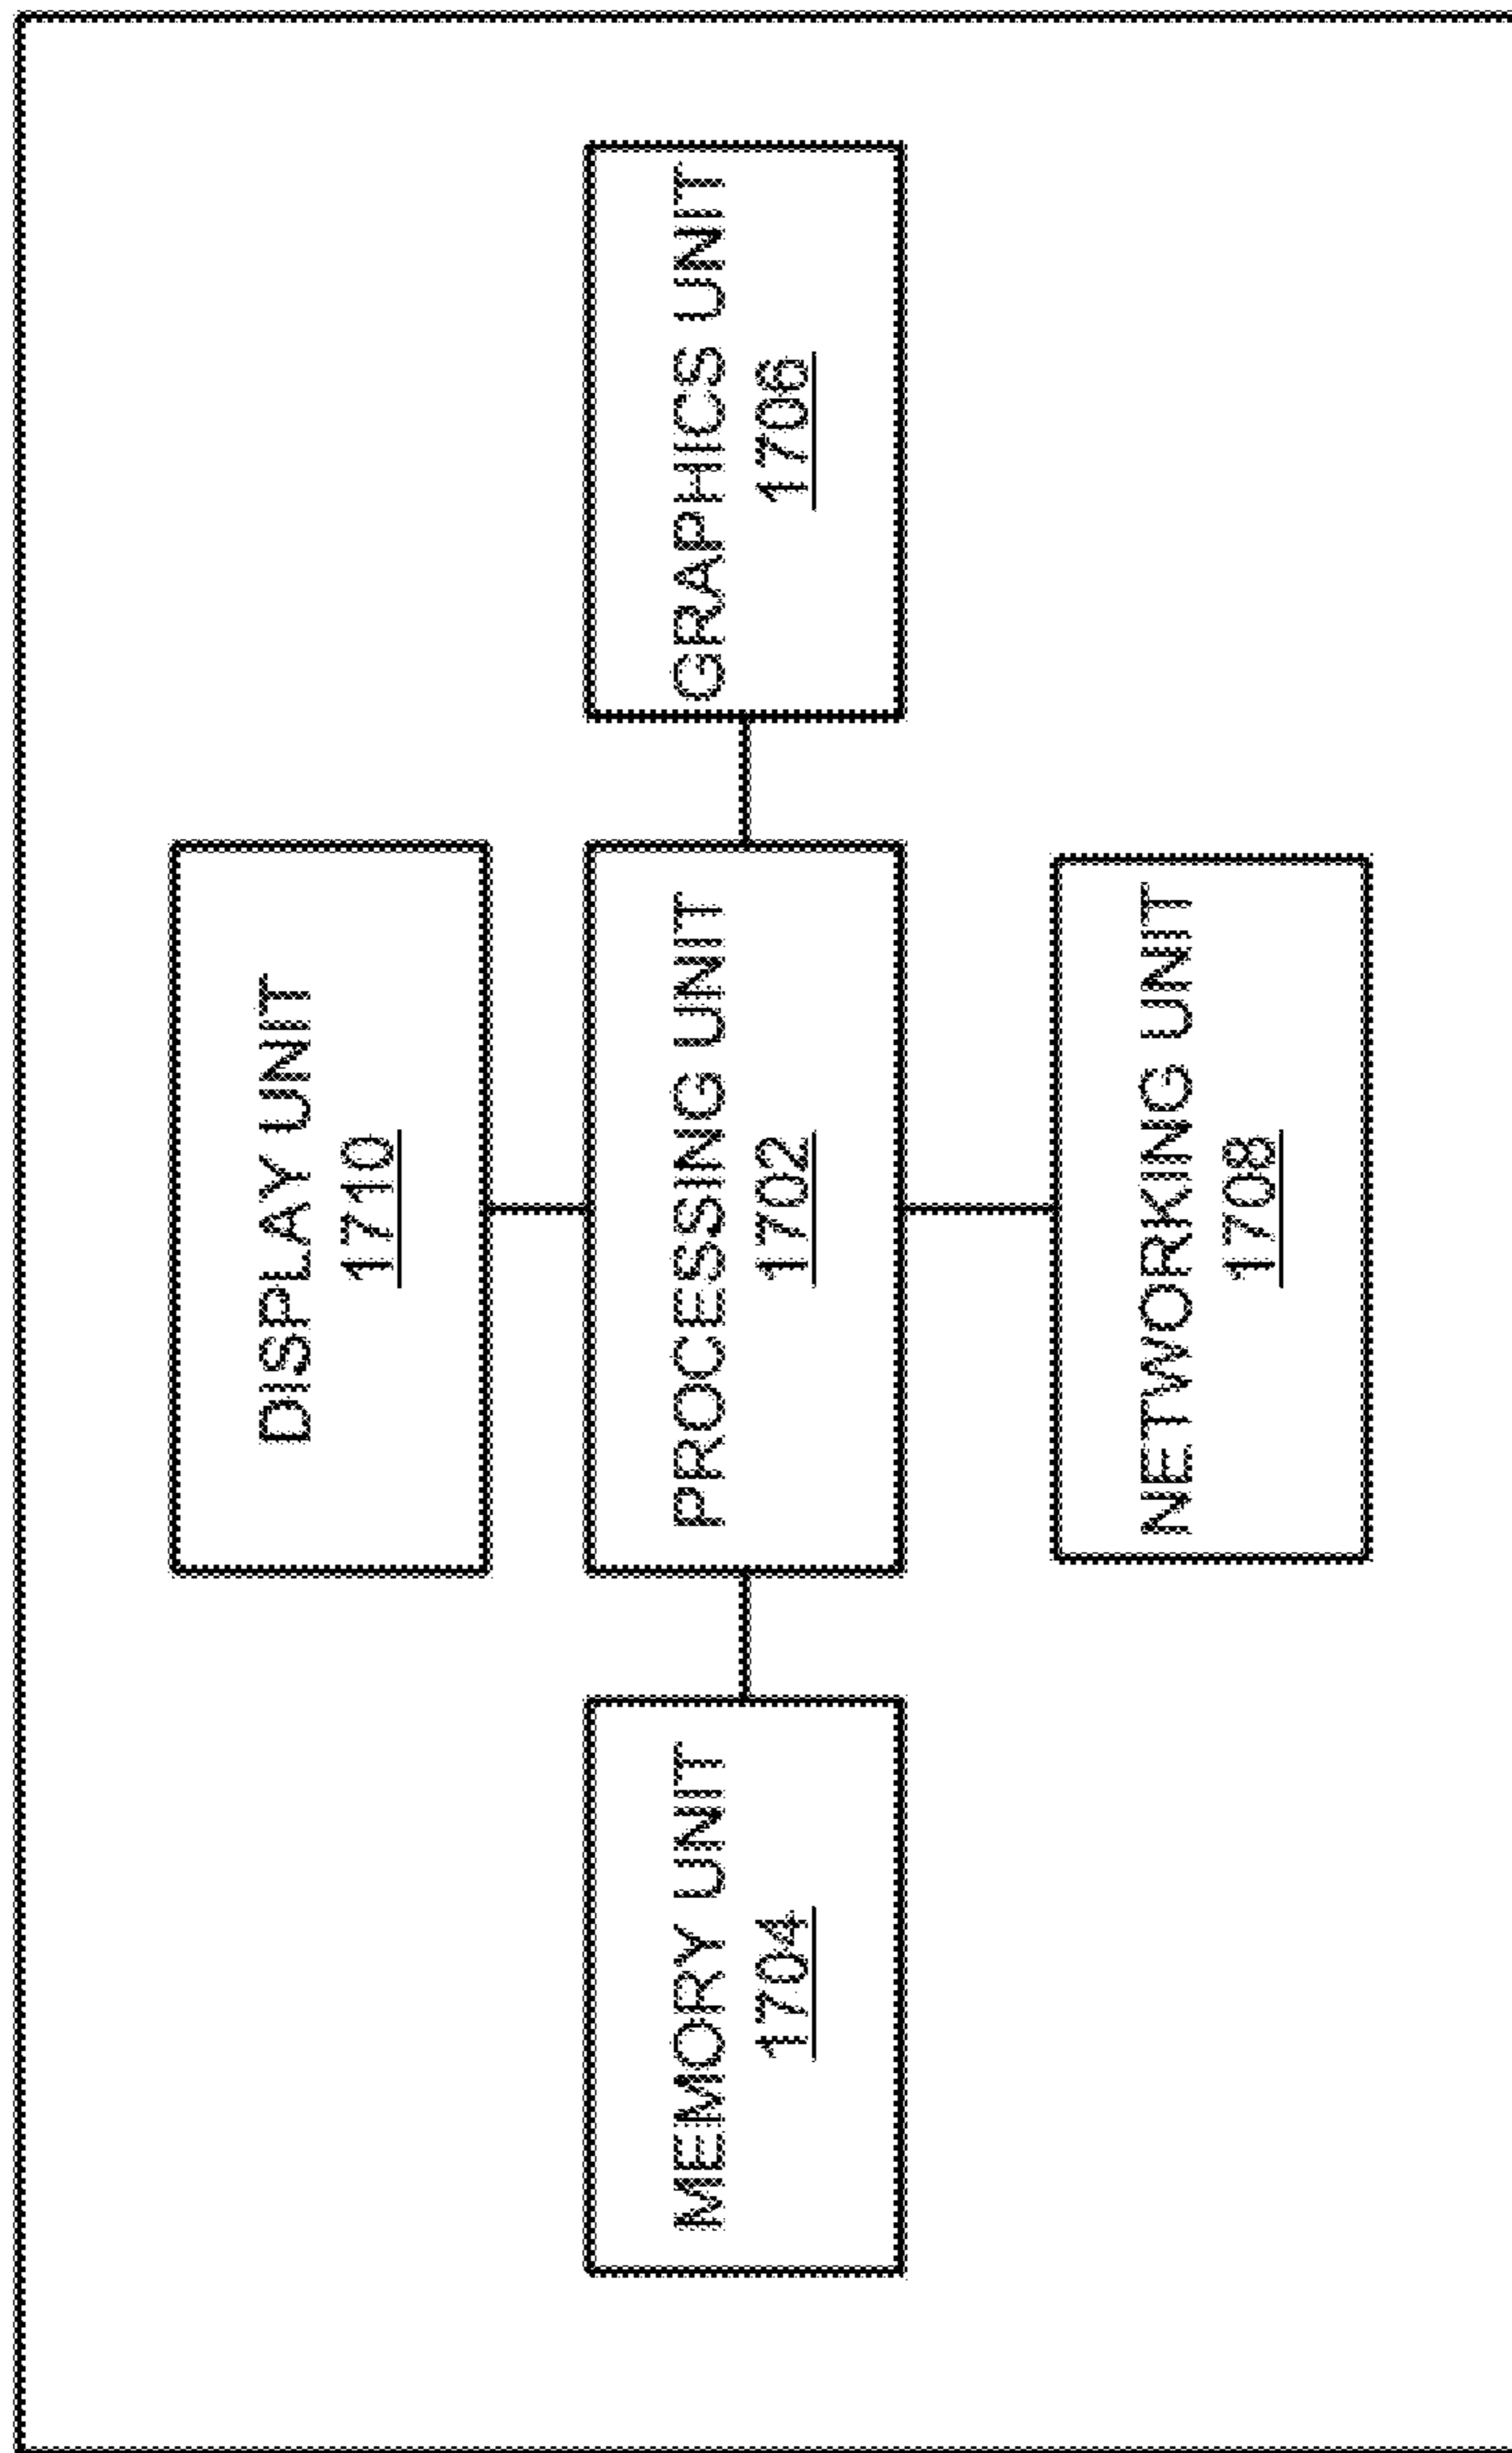 DISPLAY UNIT
1710
MEMORY UNIT
1704
PROCESSING UNIT
1702
GRAPHICS UNIT
1706
NETWORKING UNIT
1708